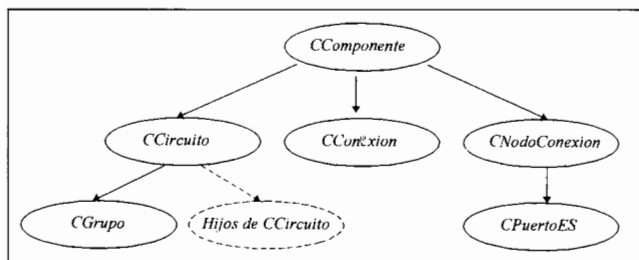 CComponente
CCircuito
CConexion
CNodoConexion
CGrupo
Hijos de CCircuito
CPuertoES